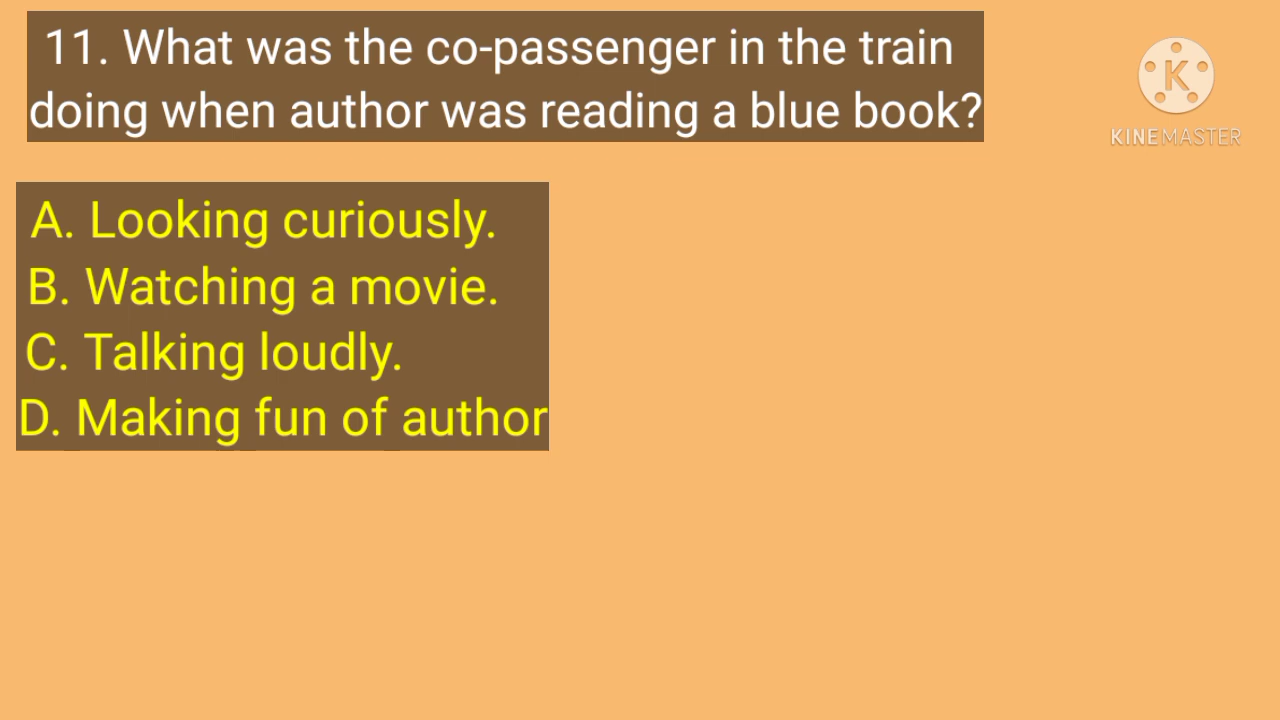 11. What was the co-passenger in the train
doing when author was reading a blue book?
A. Looking curiously.
B. Watching a movie.
C. Talking loudly.
D. Making fun of author
K
KINEMASTER